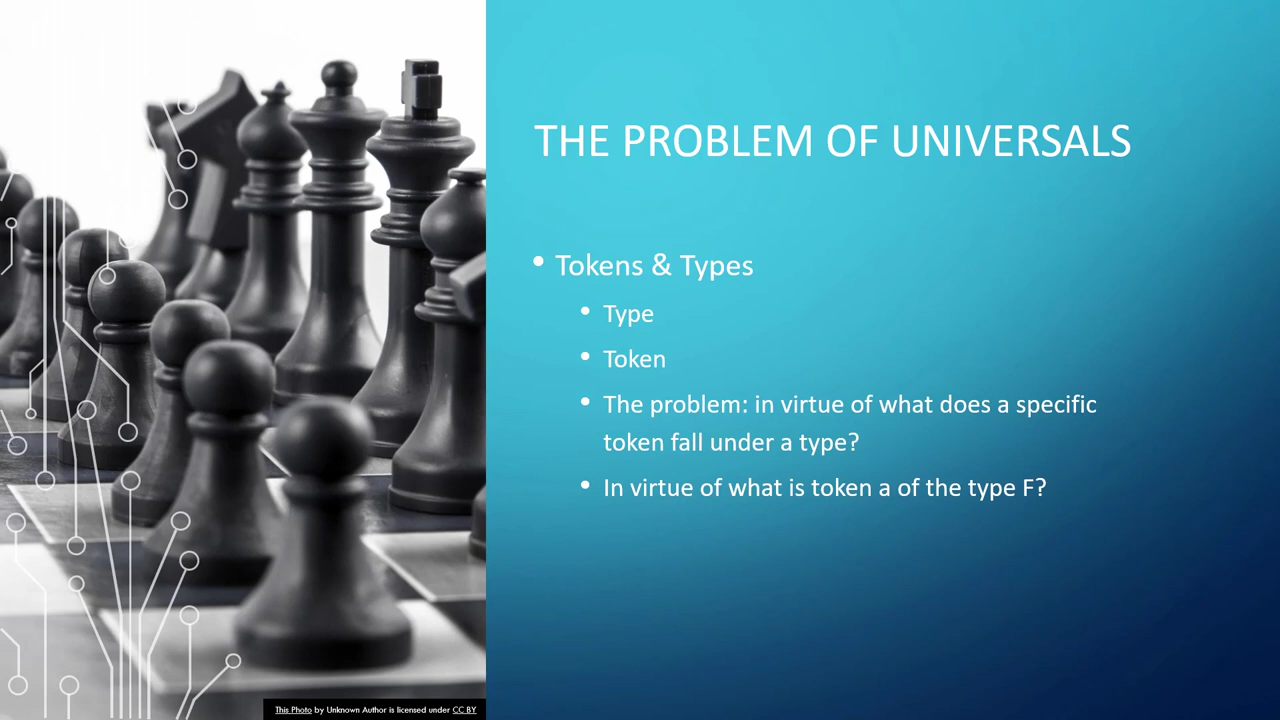 THE PROBLEM OF UNIVERSALS
• Tokens & Types
• Type
• Token
• The problem: in virtue of what does a specific
token fall under a type?
• In virtue of what is token a of the type F?
This Photo by Unknown Author is licensed under CC BY